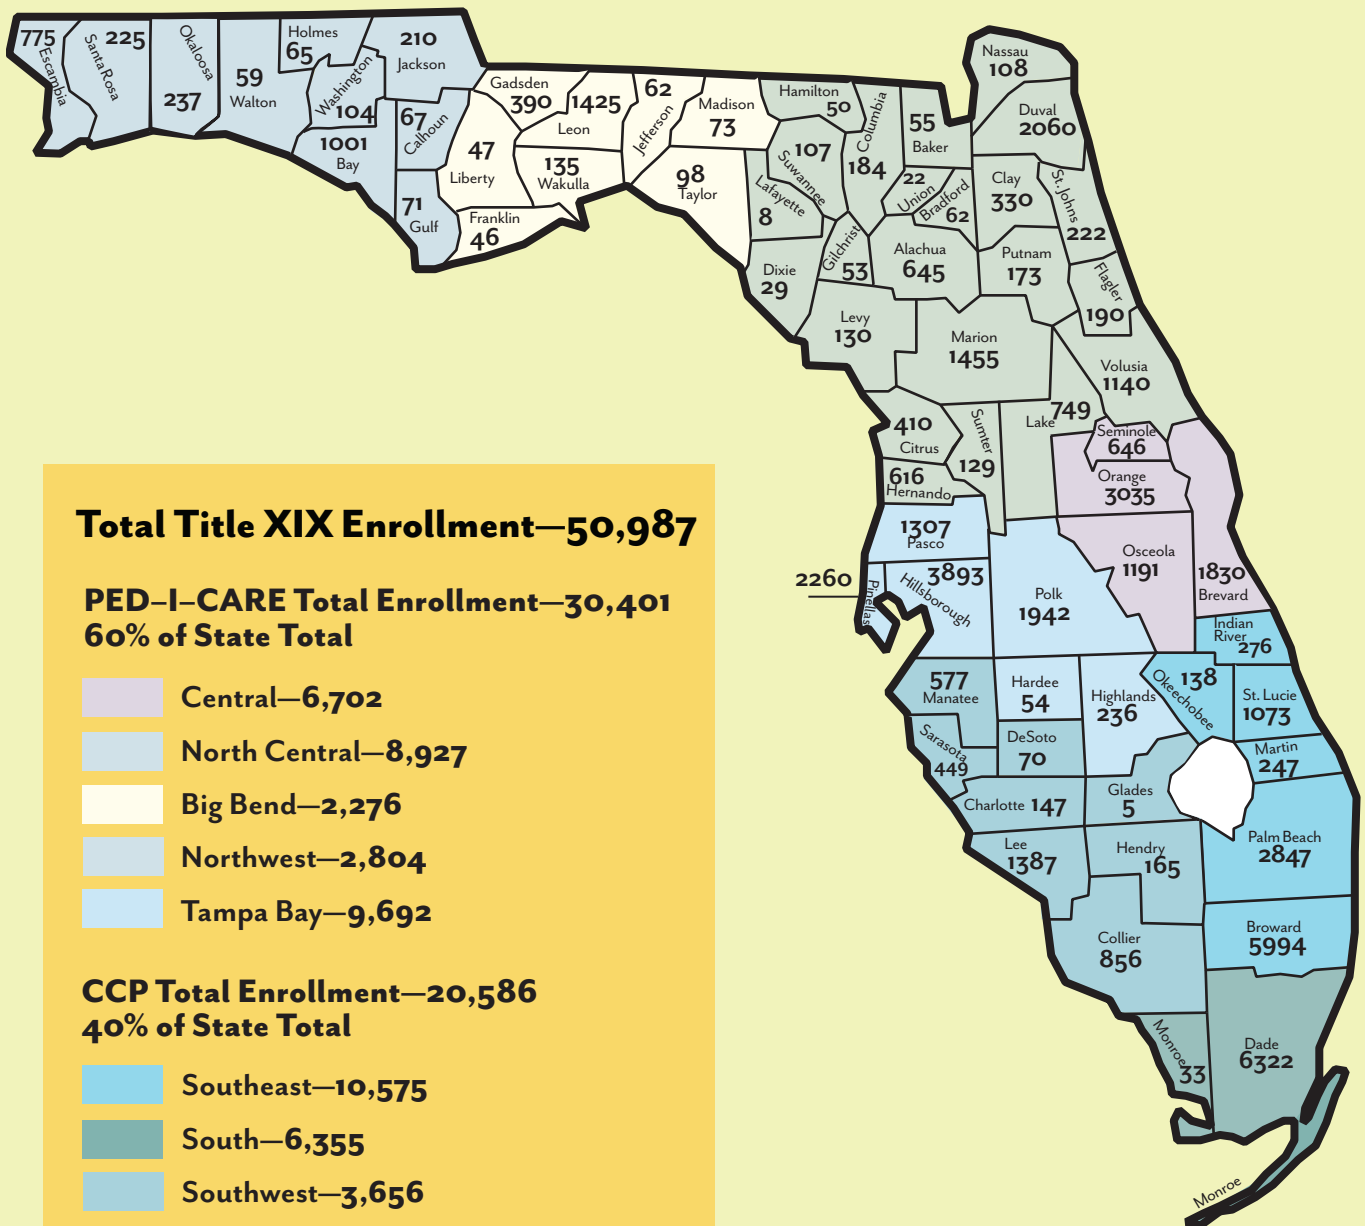 775
Escambia
Santa Rosa
225
Okaloosa
237
59
Walton
Holmes
65
Washington
104
210
Jackson
1001
Bay
67
Calhoun
71
Gulf
Gadsden
390
47
Liberty
Franklin
46
1425
Leon
135
Wakulla
62
Jefferson
Madison
73
98
Taylor
Hamilton
50
107
Suwannee
Lafayette
8
Dixie
29
Columbia
184
Gilchrist
53
55
Baker
22
Union
Bradford
62
Nassau
108
Duval
2060
Clay
330
St. Johns
222
Alachua
645
Putnam
173
Flagler
190
Levy
130
Marion
1455
Volusia
1140
410
Citrus
Sumter
129
Lake
749
Seminole
646
Orange
3035
616
Hernando
1307
Pasco
2260
Pinellas
3893
Hillsborough
Polk
1942
Osceola
1191
1830
Brevard
Indian
River
276
577
Manatee
Hardee
54
Highlands
236
138
Okeechobee
St. Lucie
1073
Sarasota
449
DeSoto
70
Martin
247
Charlotte 147
Glades
5
Palm Beach
2847
Lee
1387
Hendry
165
Collier
856
Broward
5994
Monroe
33
Dade
6322
Monroe
Total Title XIX Enrollment—50,987
PED–I–CARE Total Enrollment—30,401
60% of State Total
Central—6,702
North Central—8,927
Big Bend—2,276
Northwest—2,804
Tampa Bay—9,692
CCP Total Enrollment—20,586
40% of State Total
Southeast—10,575
South—6,355
Southwest—3,656